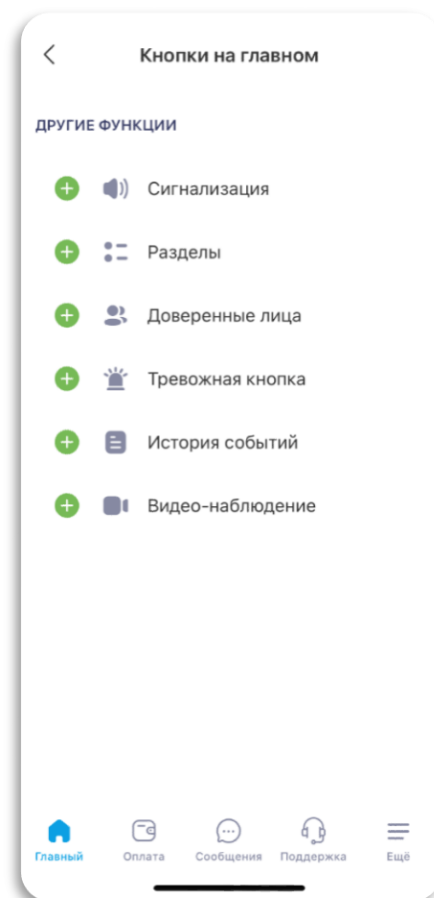 Кнопки на главном
ДРУГИЕ ФУНКЦИИ
Сигнализация
Разделы
Доверенные лица
Тревожная кнопка
История событий
Видео-наблюдение
Главный Оплата Сообщения Поддержка Ещё